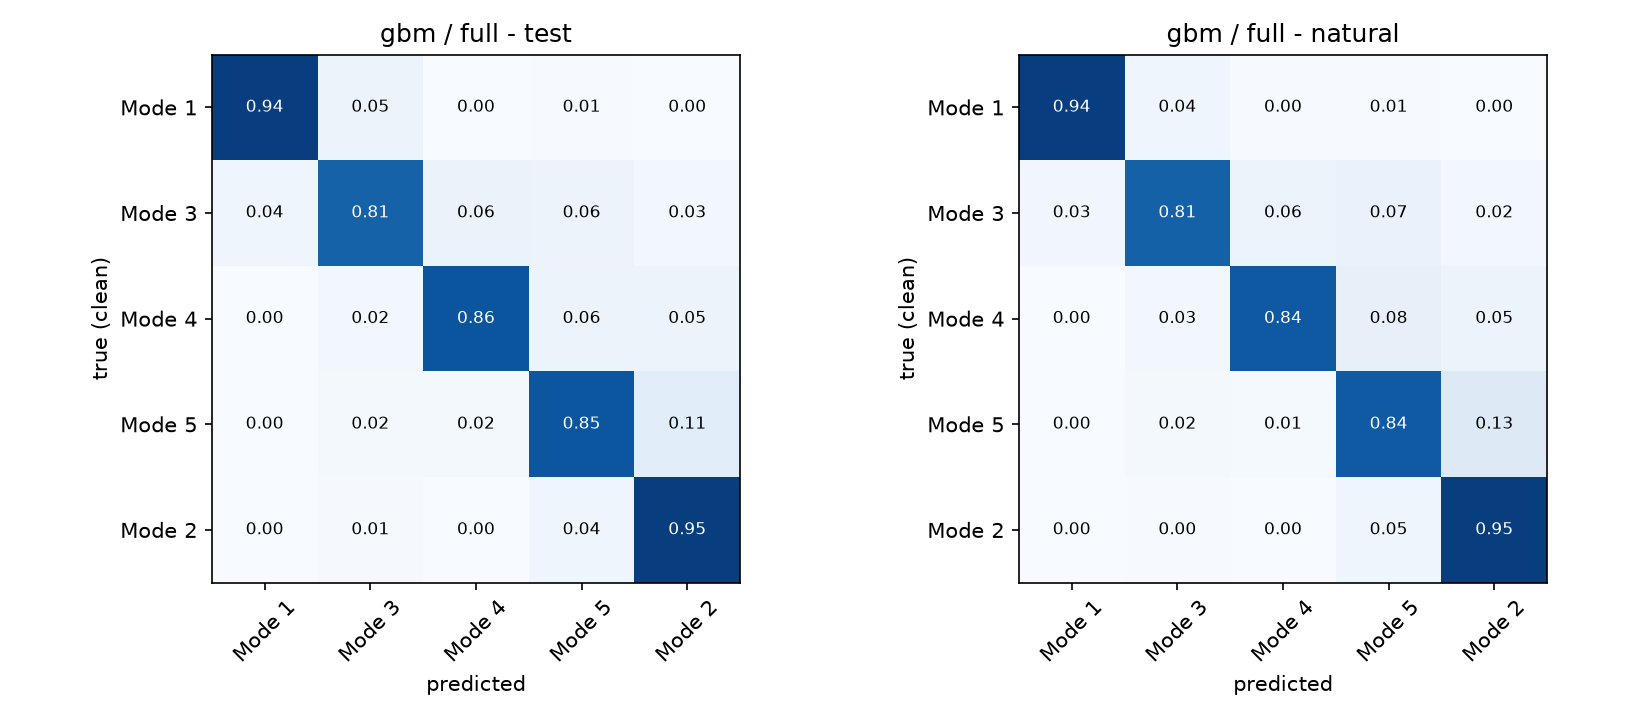 gbm / full - test
true (clean)
Mode 1 0.94 0.05 0.00 0.01 0.00
Mode 3 0.04 0.81 0.06 0.06 0.03
Mode 4 0.00 0.02 0.86 0.06 0.05
Mode 5 0.00 0.02 0.02 0.85 0.11
Mode 2 0.00 0.01 0.00 0.04 0.95
Mode 1 Mode 3 Mode 4 Mode 5 Mode 2
predicted
gbm / full - natural
true (clean)
Mode 1 0.94 0.04 0.00 0.01 0.00
Mode 3 0.03 0.81 0.06 0.07 0.02
Mode 4 0.00 0.03 0.84 0.08 0.05
Mode 5 0.00 0.02 0.01 0.84 0.13
Mode 2 0.00 0.00 0.00 0.05 0.95
Mode 1 Mode 3 Mode 4 Mode 5 Mode 2
predicted